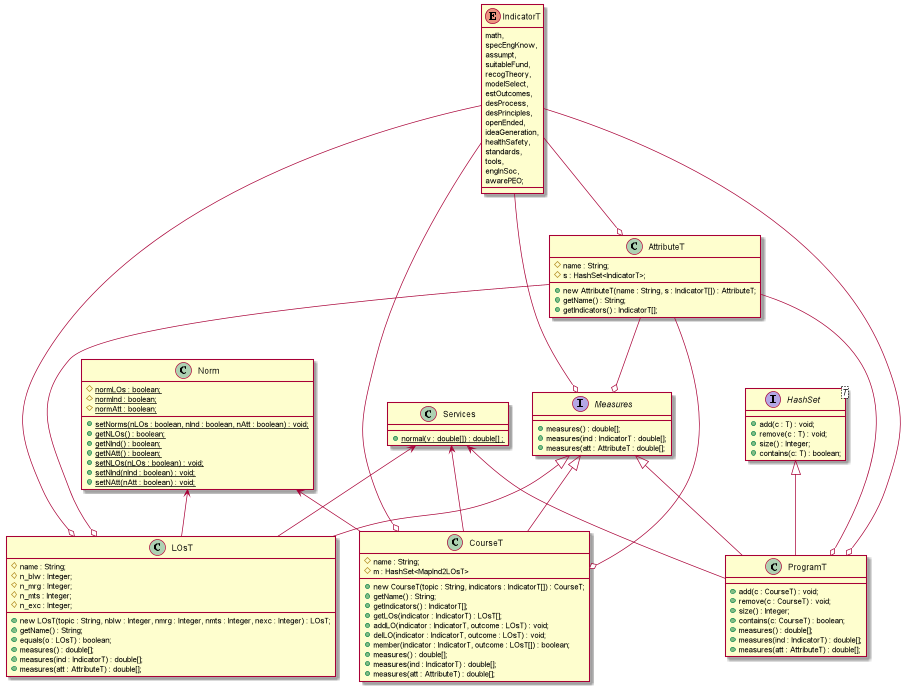 E IndicatorT
math,
specEngKnow,
assumpt,
suitableFund,
recogTheory,
modelSelect,
estOutcomes,
desProcess,
desPrinciples,
openEnded,
ideaGeneration,
healthSafety,
standards,
tools,
engInSoc,
awarePEO;
C AttributeT
name : String;
s : HashSet<IndicatorT>;
new AttributeT(name : String, s : IndicatorT[]) : AttributeT;
getName() : String;
getIndicators() : IndicatorT[];
C Norm
normLOs : boolean;
normInd : boolean;
normAtt : boolean;
setNorms(nLOs : boolean, nInd : boolean, nAtt : boolean) : void;
getNLOs() : boolean;
getNInd() : boolean;
getNAtt() : boolean;
setNLOs(nLOs : boolean) : void;
setNInd(nInd : boolean) : void;
setNAtt(nAtt : boolean) : void;
C Services
normal(v : double[]) : double[] ;
I Measures
measures() : double[];
measures(ind : IndicatorT : double[];
measures(att : AttributeT : double[];
I HashSet
T
add(c : T) : void;
remove(c : T) : void;
size() : Integer;
contains(c: T) : boolean;
C LOsT
name : String;
n_blw : Integer;
n_mrg : Integer;
n_mts : Integer;
n_exc : Integer;
new LOsT(topic : String, nblw : Integer, nmrg : Integer, nmts : Integer, nexc : Integer) : LOsT;
getName() : String;
equals(o : LOsT) : boolean;
measures() : double[];
measures(ind : IndicatorT) : double[];
measures(att : AttributeT) : double[];
C CourseT
name : String;
m : HashSet<MapInd2LOsT>
new CourseT(topic : String, indicators : IndicatorT[]) : CourseT;
getName() : String;
getIndicators() : IndicatorT[];
getLOs(indicator : IndicatorT) : LOsT[];
addLO(indicator : IndicatorT, outcome : LOsT) : void;
delLO(indicator : IndicatorT, outcome : LOsT) : void;
member(indicator : IndicatorT, outcome : LOsT[]) : boolean;
measures() : double[];
measures(ind : IndicatorT) : double[];
measures(att : AttributeT) : double[];
C ProgramT
add(c : CourseT) : void;
remove(c : CourseT) : void;
size() : Integer;
contains(c: CourseT) : boolean;
measures() : double[];
measures(ind : IndicatorT) : double[];
measures(att : AttributeT) : double[];